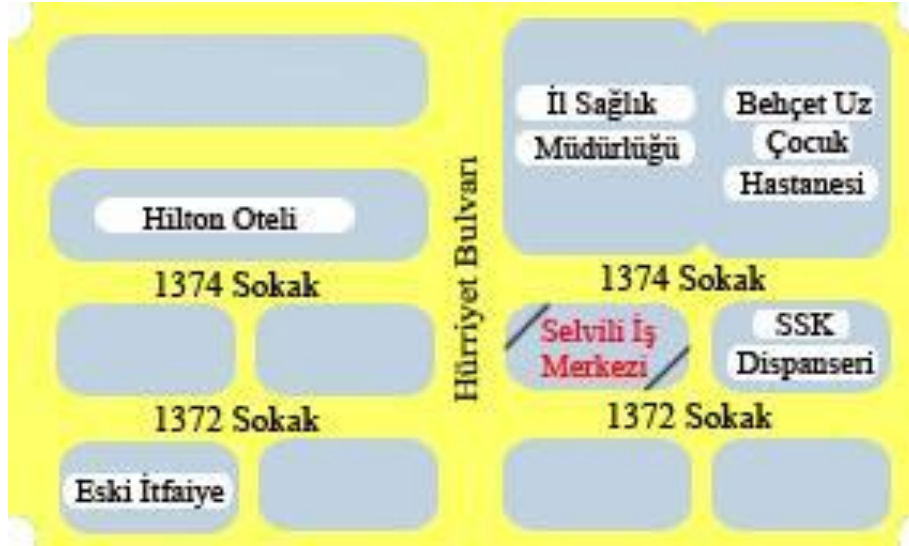 İl Sağlık
Müdürlüğü
Behçet Uz
Çocuk
Hastanesi
Hilton Oteli
Hürriyet Bulvarı
1374 Sokak
1374 Sokak
Selvili İş
Merkezi
SSK
Dispanseri
1372 Sokak
1372 Sokak
Eski İtfaiye